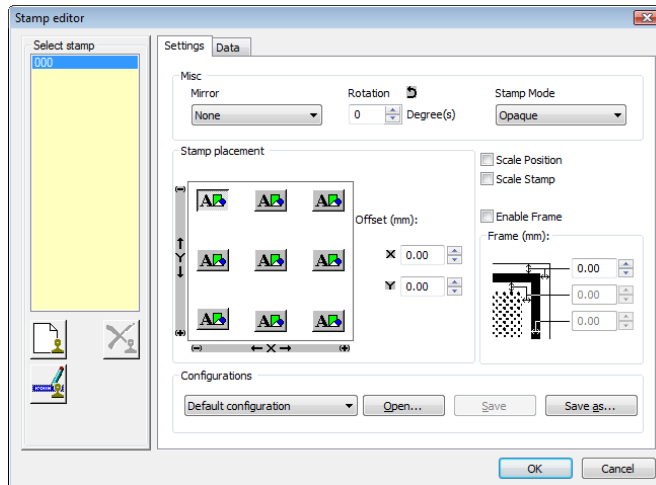 Stamp editor
Select stamp
000
Settings
Data
Misc
Mirror
Rotation
Stamp Mode
None
0
Degree(s)
Opaque
Stamp placement
Scale Position
Scale Stamp
Enable Frame
(-)
A A A
Offset (mm):
Frame (mm):
Y
A A A
X 0.00
0.00
Y 0.00
0.00
0.00
(+)
A A A
(-) ← X → (+)
Configurations
Default configuration
Open...
Save
Save as...
OK
Cancel